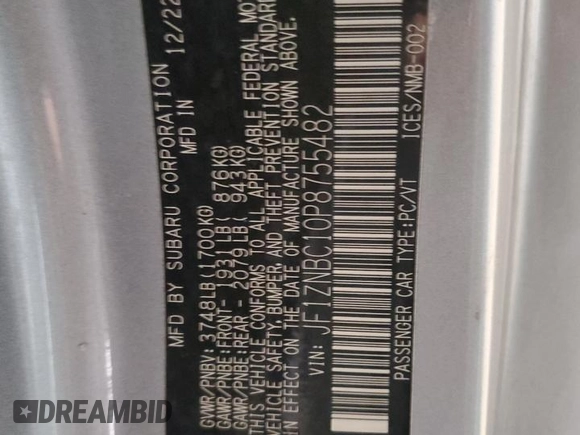 MFD BY SUBARU CORPORATION 12/22
MFD IN
GVWR/PNBV: 3748LB (1700KG)
GAWR/PNBE:FRONT- 1931LB( 876KG)
GAWR/PNBE:REAR - 2079LB( 943KG)
THIS VEHICLE CONFORMS TO ALL APPLICABLE FEDERAL MOT
VEHICLE SAFETY, BUMPER, AND THEFT PREVENTION STANDARD
IN EFFECT ON THE DATE OF MANUFACTURE SHOWN ABOVE.
VIN: JF1ZNBC10P8755482
PASSENGER CAR TYPE:PC/VT ICES/NMB-002
DREAMBID